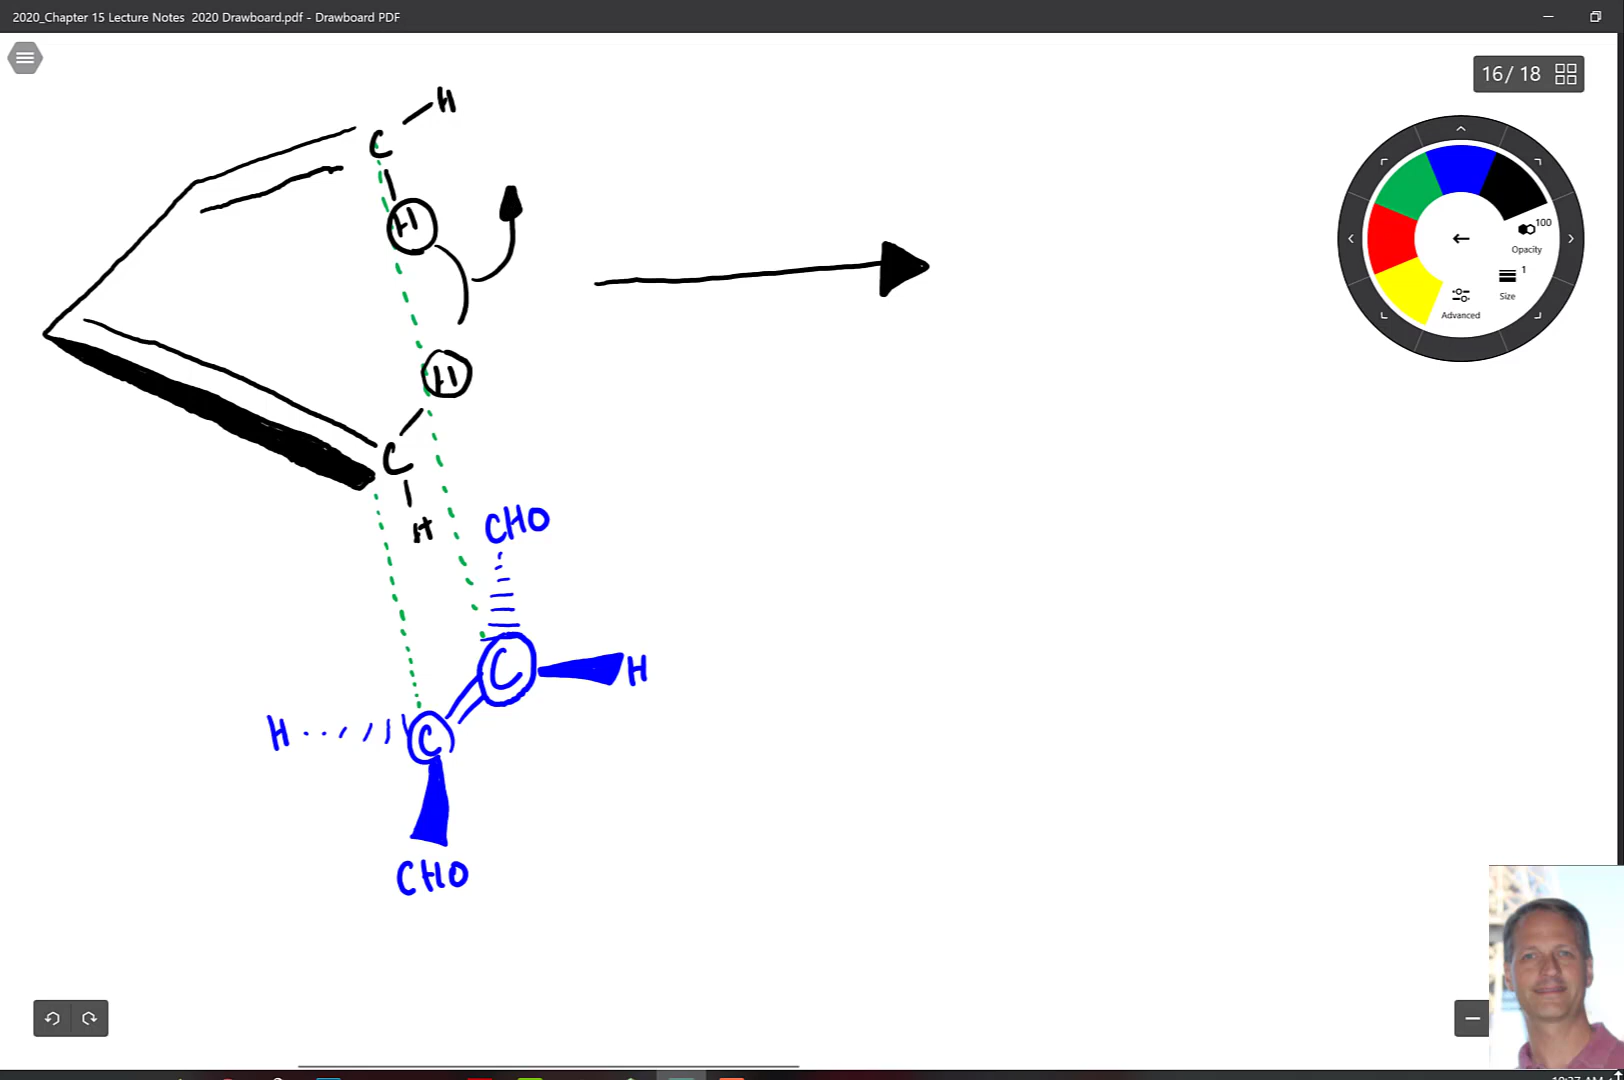 2020_Chapter 15 Lecture Notes 2020 Drawboard.pdf - Drawboard PDF
16 / 18
H
C
H
100
Opacity
1
Size
Advanced
H
C
H
CHO
C
H
H
C
CHO